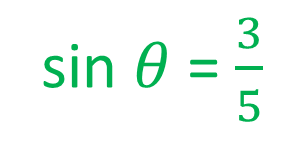 sin θ = 3/5